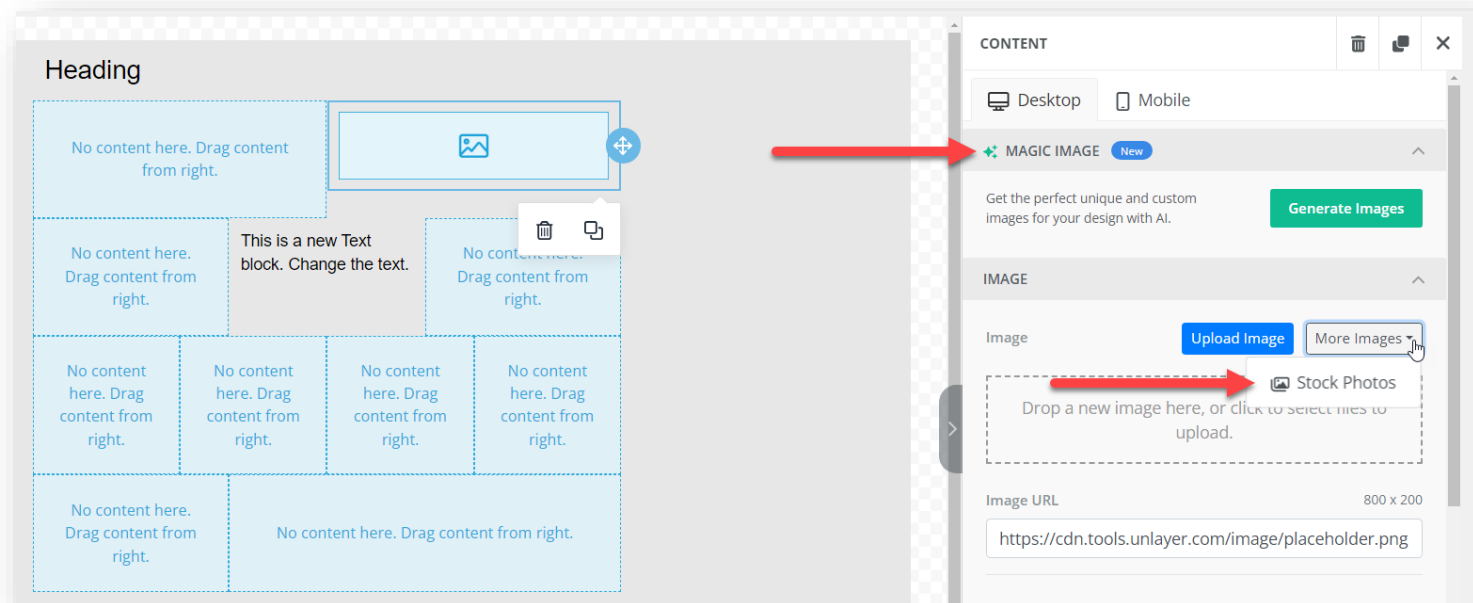 Heading
No content here. Drag content
from right.
No content here.
Drag content from
right.
This is a new Text
block. Change the text.
No content here.
Drag content from
right.
No content
here. Drag
content from
right.
No content
here. Drag
content from
right.
No content
here. Drag
content from
right.
No content
here. Drag
content from
right.
No content here.
Drag content from
right.
No content here. Drag content from right.
CONTENT
Desktop
Mobile
MAGIC IMAGE New
Get the perfect unique and custom
images for your design with AI.
Generate Images
IMAGE
Image
Upload Image
More Images
Stock Photos
Drop a new image here, or click to select files to
upload.
Image URL
800 x 200
https://cdn.tools.unlayer.com/image/placeholder.png